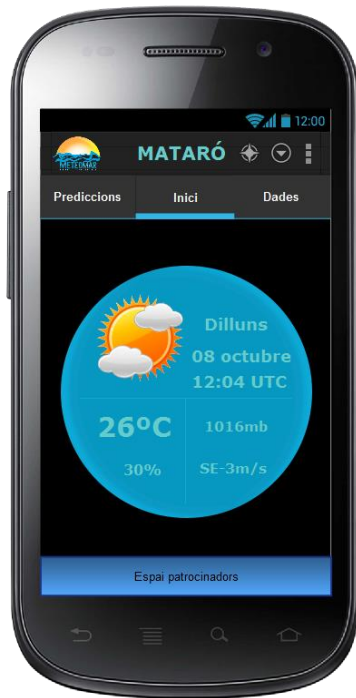 12:00
METEOMAR
MATARÓ
Prediccions Inici Dades
Dilluns
08 octubre
12:04 UTC
26ºC 1016mb
30% SE-3m/s
Espai patrocinadors